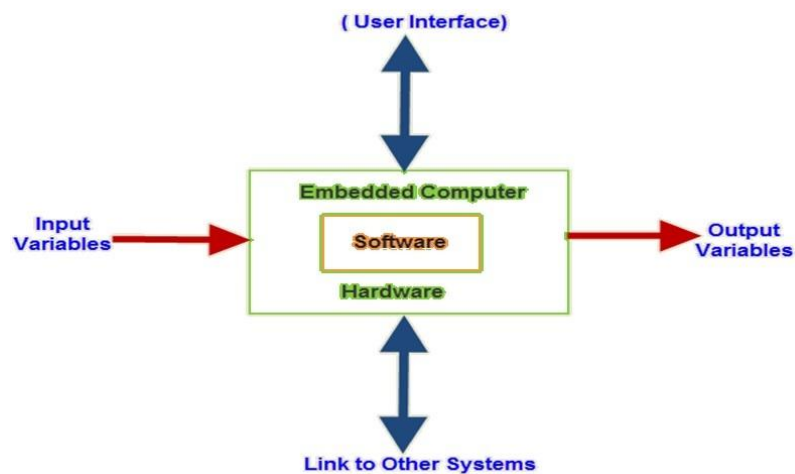 ( User Interface)
Embedded Computer
Input
Variables
Software
Output
Variables
Hardware
Link to Other Systems